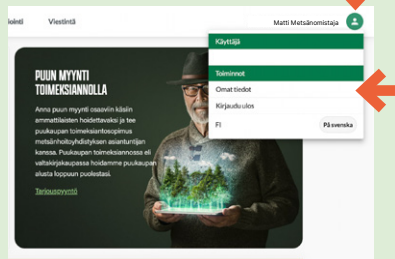 Viestintä
Matti Metsänomistaja
Käyttäjä
Toiminnot
Omat tiedot
Kirjaudu ulos
FI
På svenska
PUUN MYYNTI
TOIMEKSIANNOLLA
Anna puun myynti osaaviin käsiin
ammattilaisten hoidettavaksi ja tee
puukaupan toimeksiantosopimus
metsänhoitoyhdistyksen asiantuntijan
kanssa. Puukaupan toimeksiannossa eli
valtakirjakaupassa hoidamme puukaupan
alusta loppuun puolestasi.
Tarjouspyyntö